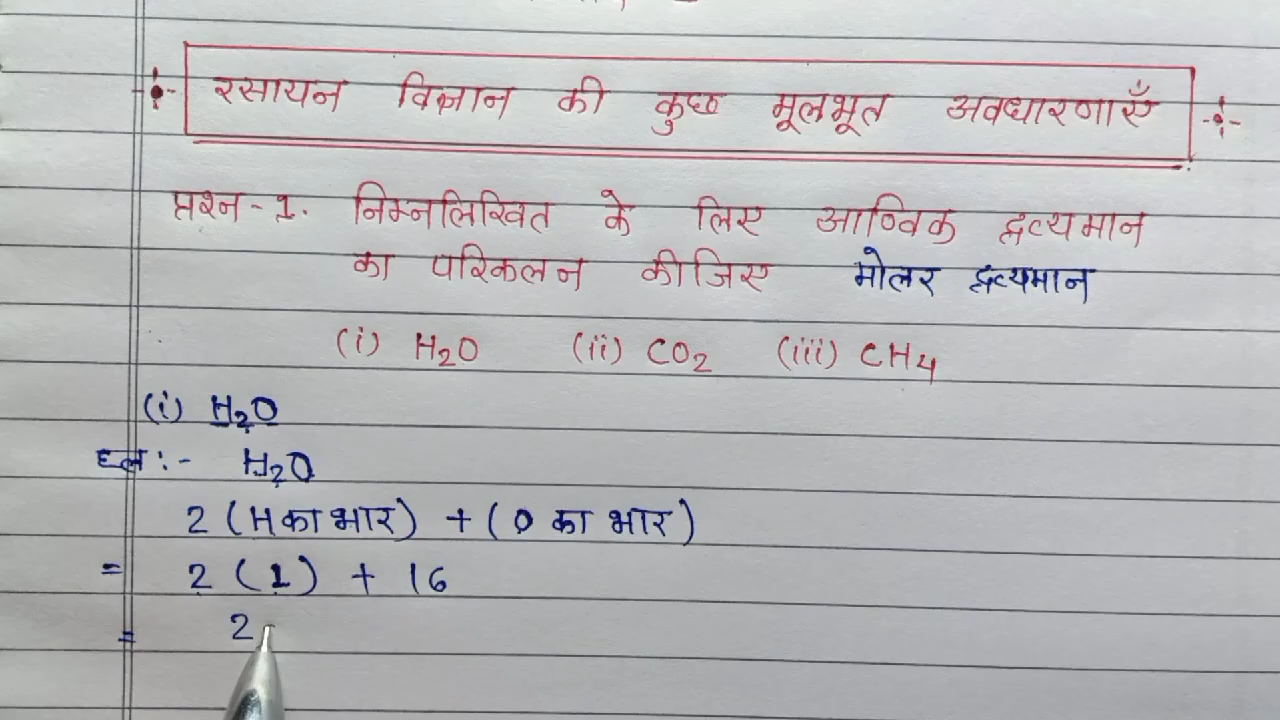 रसायन विज्ञान की कुछ मूलभूत अवधारणाएँ
प्रश्न-1. निम्नलिखित के लिए आण्विक द्रव्यमान
का परिकलन कीजिए मोलर द्रव्यमान
(i) H₂O (ii) CO₂ (iii) CH₄
(i) H₂O
हल :- H₂O
2 (H का भार) + (O का भार)
= 2 (1) + 16
= 2